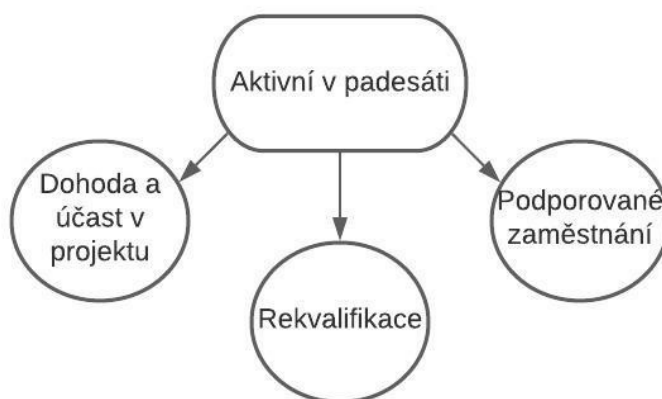 Aktivní v padesáti
Dohoda a
účast v
projektu
Podporované
zaměstnání
Rekvalifikace